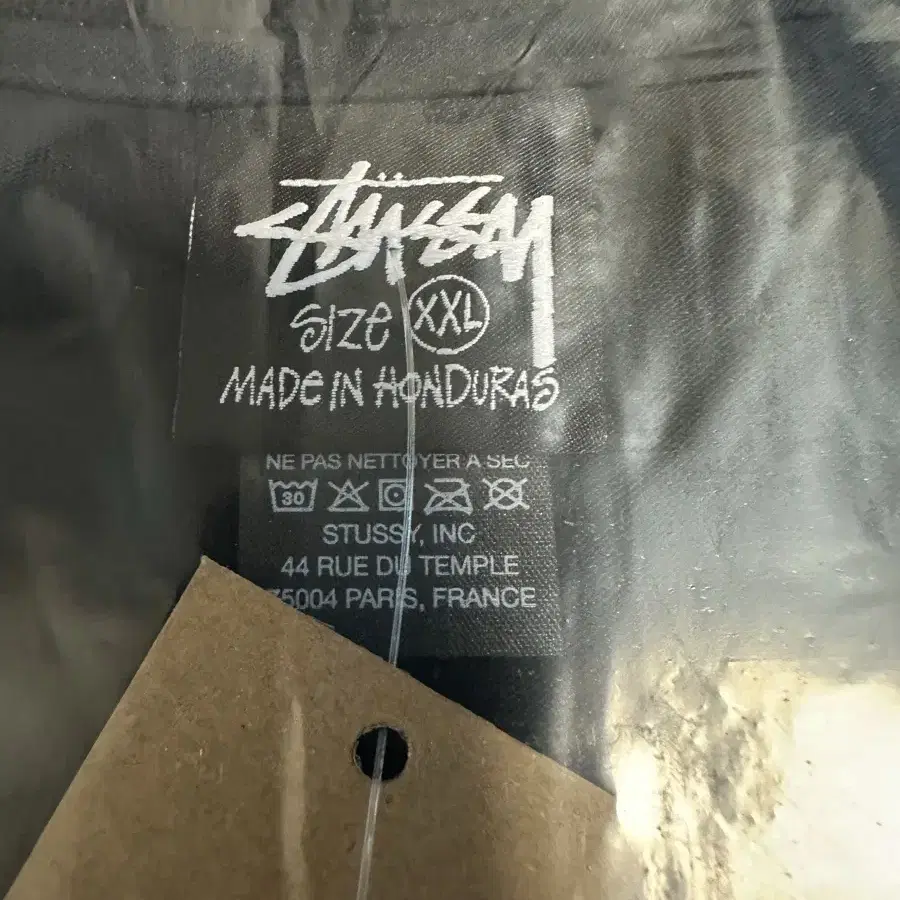 STÜSSY
SIZE XXL
MADE IN HONDURAS
NE PAS NETTOYER A SEC
30
STUSSY, INC
44 RUE DU TEMPLE
75004 PARIS, FRANCE